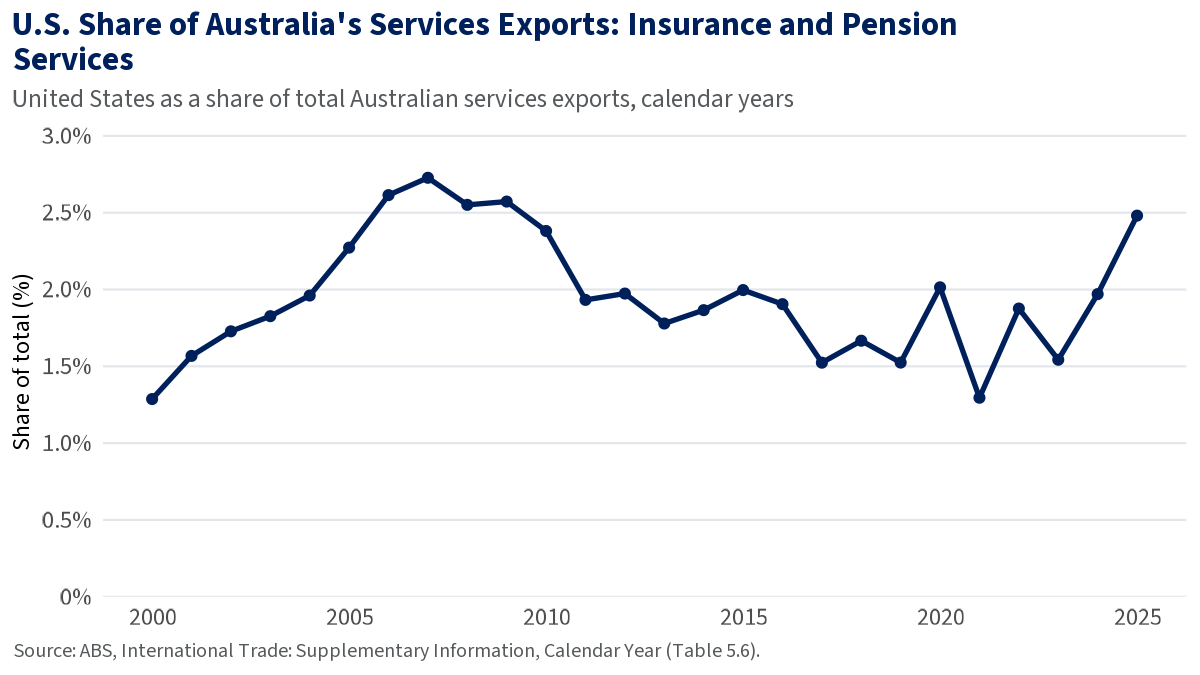 U.S. Share of Australia's Services Exports: Insurance and Pension
Services
United States as a share of total Australian services exports, calendar years
Share of total (%)
3.0%
2.5%
2.0%
1.5%
1.0%
0.5%
0%
2000 2005 2010 2015 2020 2025
Source: ABS, International Trade: Supplementary Information, Calendar Year (Table 5.6).